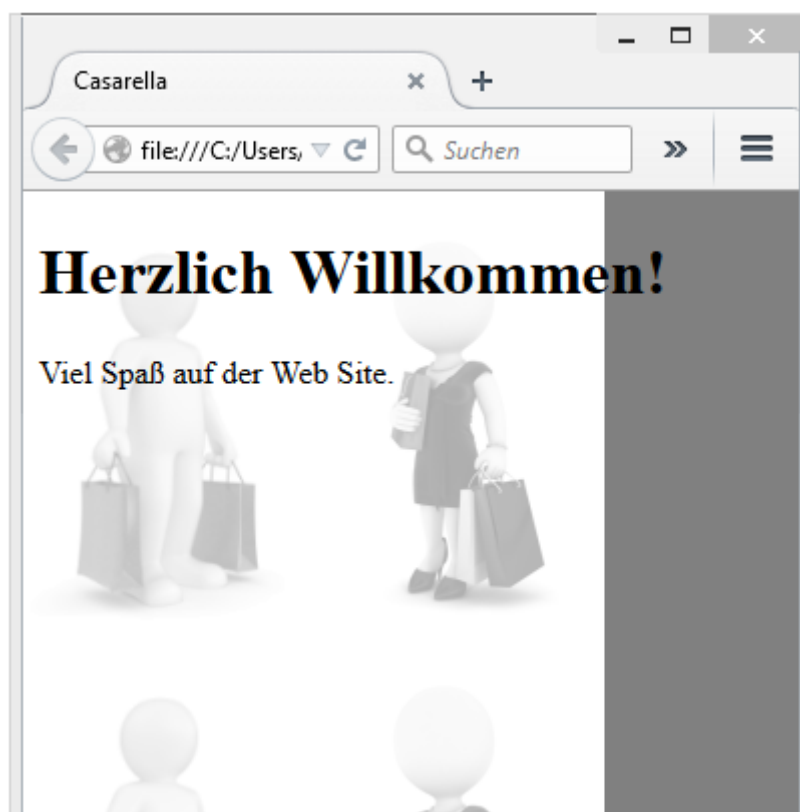 Casarella
file:///C:/Users,
Suchen
Herzlich Willkommen!
Viel Spaß auf der Web Site.